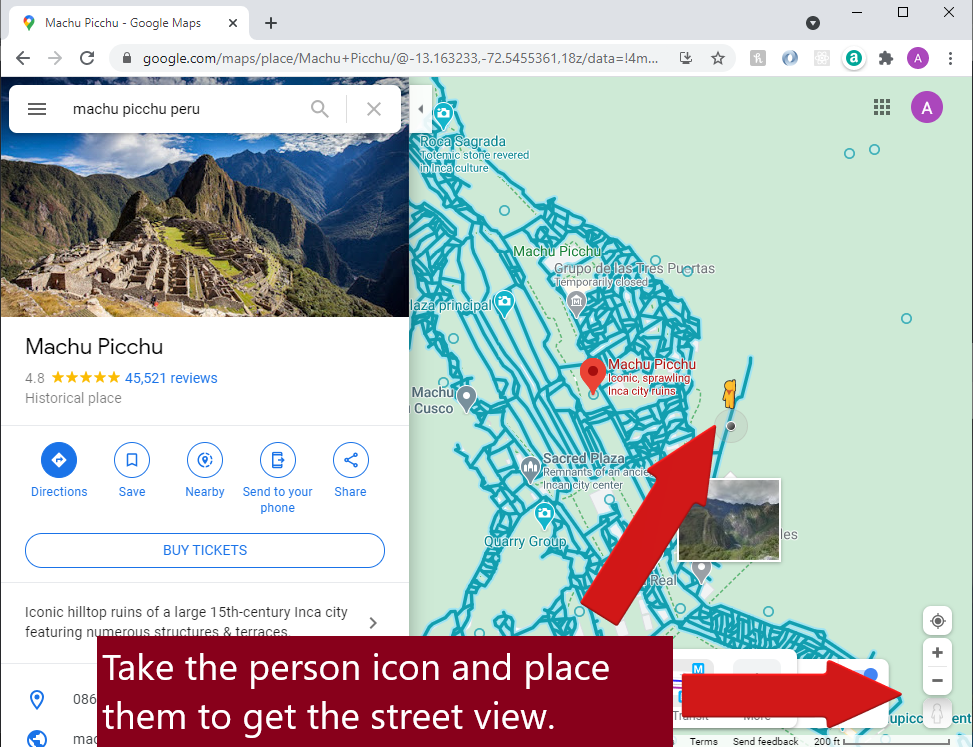 Machu Picchu - Google Maps
google.com/maps/place/Machu+Picchu/@-13.163233,-72.5455361,18z/data=!4m...
a
A
machu picchu peru
A
Roca Sagrada
Totemic stone revered
in Inca culture
Machu Picchu
Grupo de las Tres Puertas
Temporarily closed
laza principal
Machu Picchu
Iconic, sprawling
Inca city ruins
Machu
Cusco
Sacred Plaza
Remnants of an ancie
Incan city center
Quarry Group
Real
Machu Picchu
4.8
45,521 reviews
Historical place
Directions
Save
Nearby
Send to your
phone
Share
BUY TICKETS
Iconic hilltop ruins of a large 15th-century Inca city
featuring numerous structures & terraces.
086
mac
Take the person icon and place
them to get the street view.
M
Transit
More
+
−
upicc
ent
Terms
Send feedback
200 ft